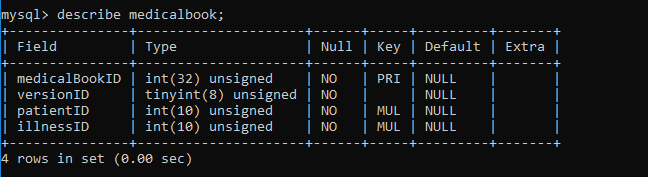 mysql> describe medicalbook;
+---------------+---------------------+------+-----+---------+-------+
| Field         | Type                | Null | Key | Default | Extra |
+---------------+---------------------+------+-----+---------+-------+
| medicalBookID | int(32) unsigned    | NO   | PRI | NULL    |       |
| versionID     | tinyint(8) unsigned | NO   |     | NULL    |       |
| patientID     | int(10) unsigned    | NO   | MUL | NULL    |       |
| illnessID     | int(10) unsigned    | NO   | MUL | NULL    |       |
+---------------+---------------------+------+-----+---------+-------+
4 rows in set (0.00 sec)